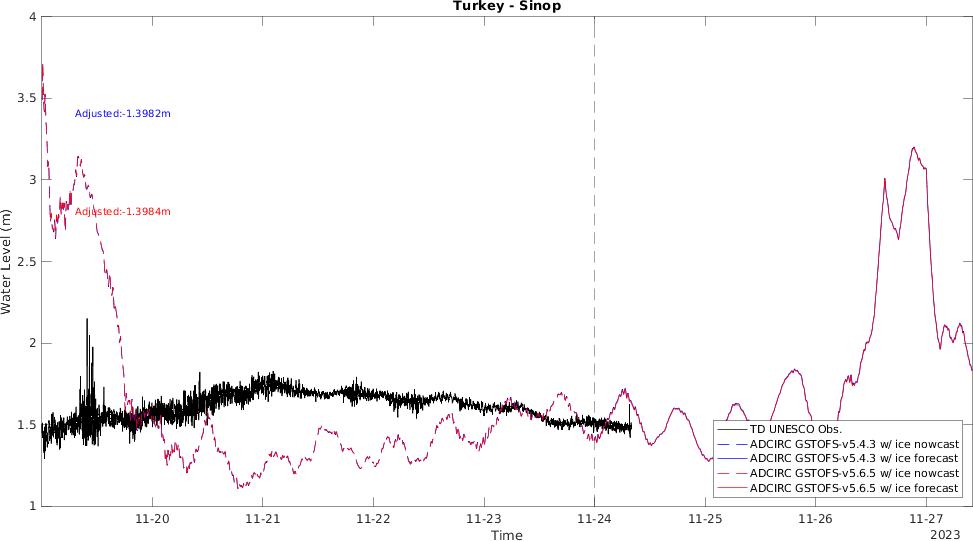 Turkey - Sinop
4
3.5
3
2.5
2
1.5
1
Water Level (m)
Adjusted:-1.3982m
Adjusted:-1.3984m
TD UNESCO Obs.
ADCIRC GSTOFS-v5.4.3 w/ ice nowcast
ADCIRC GSTOFS-v5.4.3 w/ ice forecast
ADCIRC GSTOFS-v5.6.5 w/ ice nowcast
ADCIRC GSTOFS-v5.6.5 w/ ice forecast
11-20 11-21 11-22 11-23 11-24 11-25 11-26 11-27
Time
2023